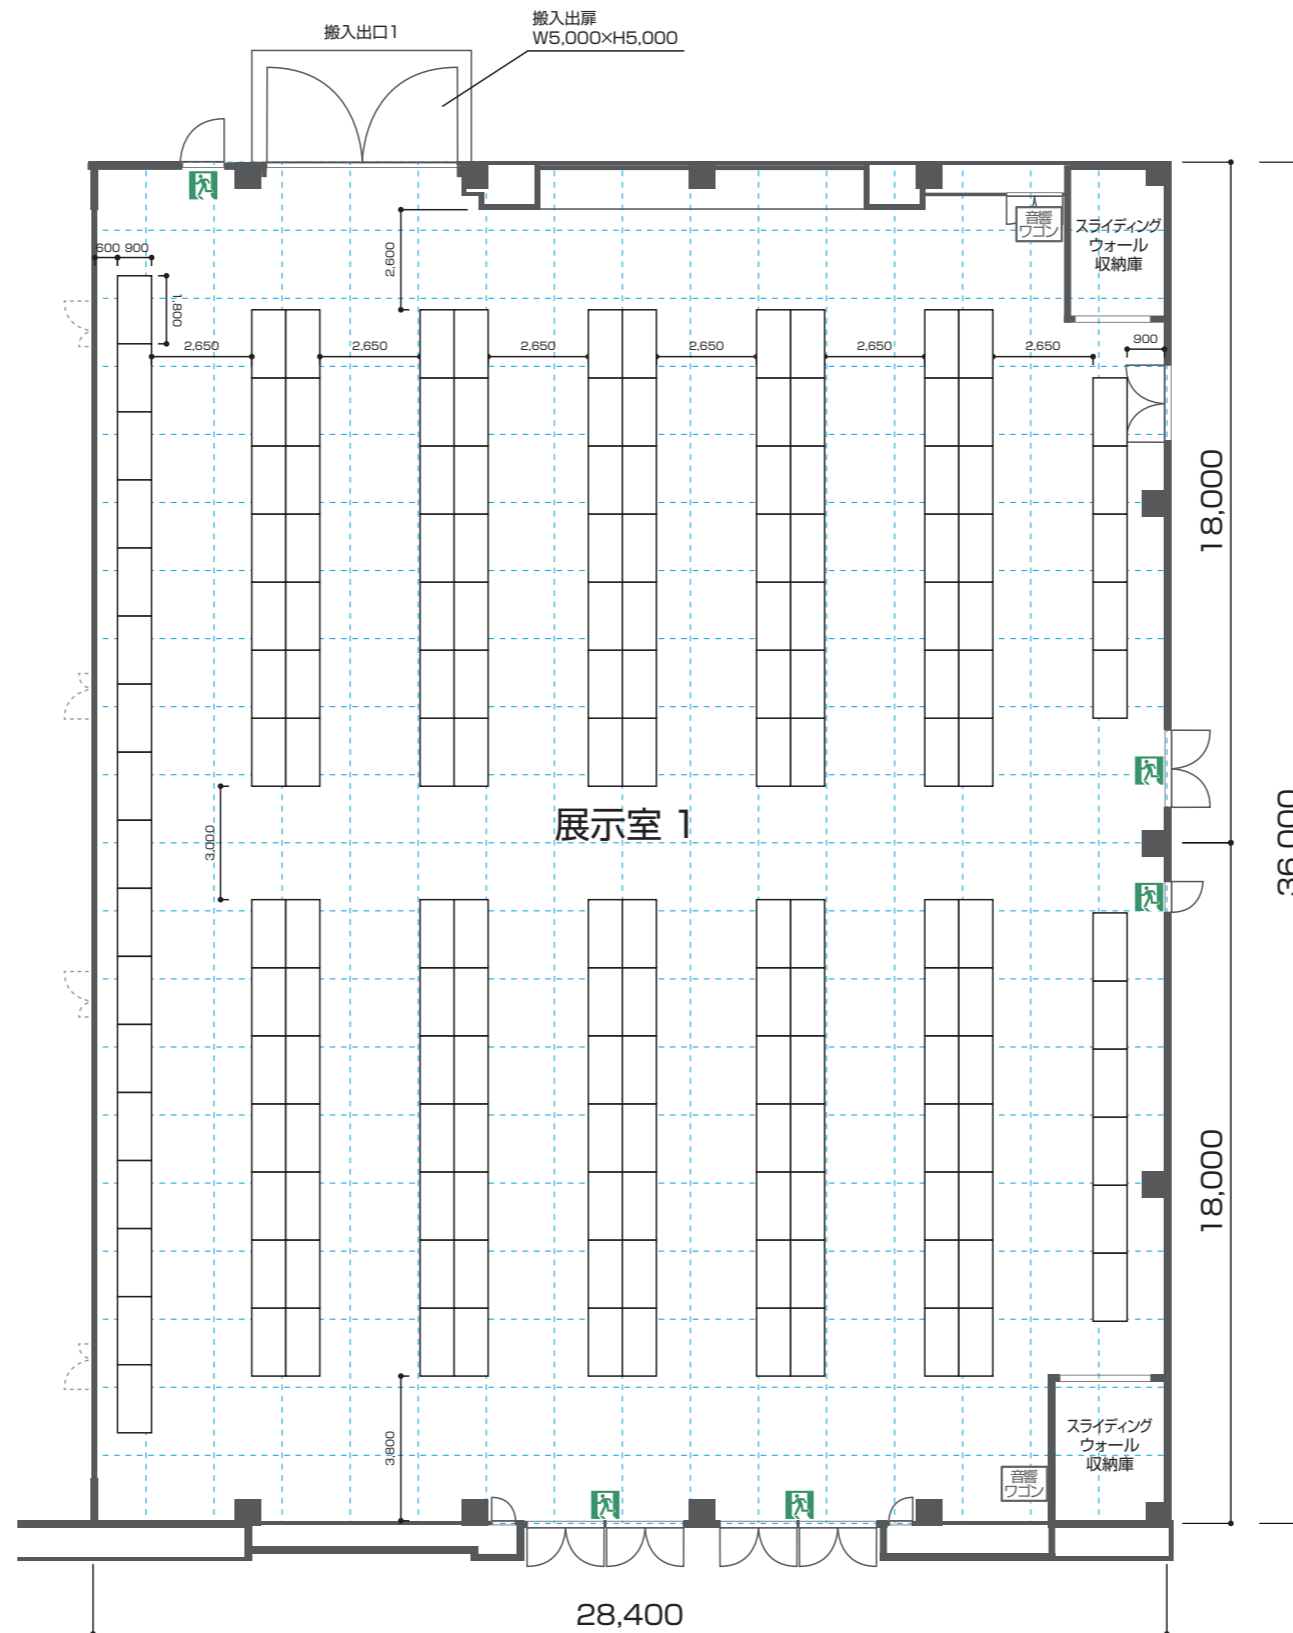 搬入出口1
搬入出扉
W5,000×H5,000
音響
ワゴン
スライディング
ウォール
収納庫
600
900
2,600
1,800
2,650
2,650
2,650
2,650
2,650
2,650
900
18,000
展示室 1
3,000
36,000
18,000
3,800
スライディング
ウォール
収納庫
音響
ワゴン
28,400